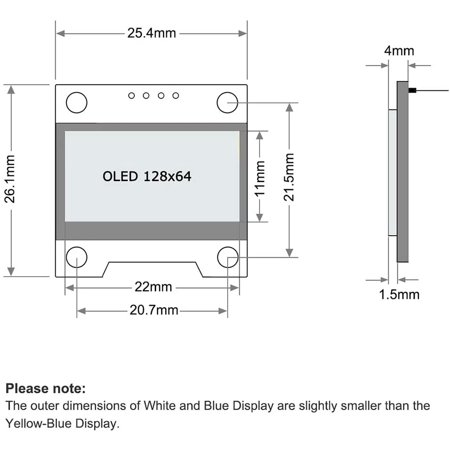 25.4mm
4mm
OLED 128x64
26.1mm
11mm
21.5mm
22mm
1.5mm
20.7mm
Please note:
The outer dimensions of White and Blue Display are slightly smaller than the
Yellow-Blue Display.